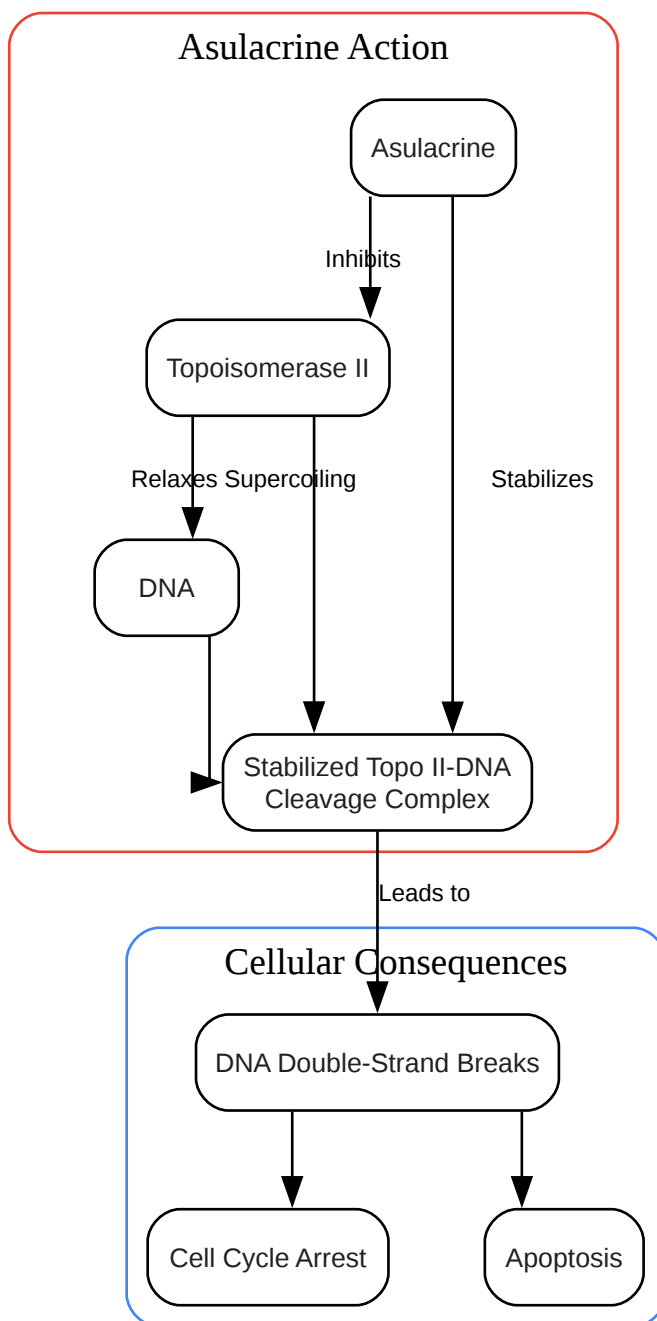 Asulacrine Action
Asulacrine
Inhibits
Topoisomerase II
Relaxes Supercoiling
Stabilizes
DNA
Stabilized Topo II-DNA
Cleavage Complex
Leads to
Cellular Consequences
DNA Double-Strand Breaks
Cell Cycle Arrest
Apoptosis